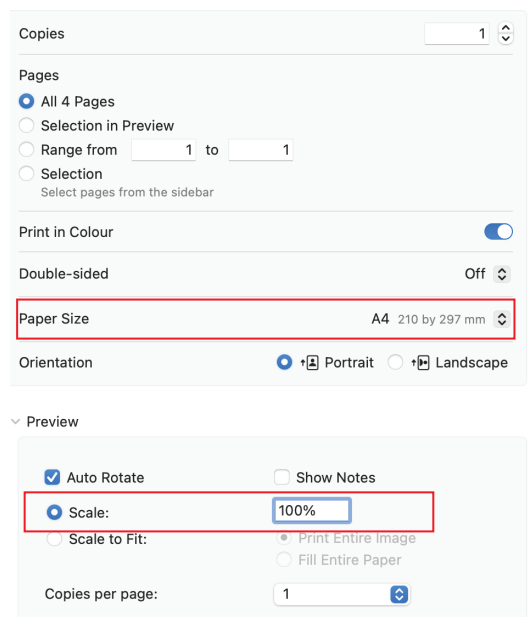 Copies 1
Pages
All 4 Pages
Selection in Preview
Range from 1 to 1
Selection
Select pages from the sidebar
Print in Colour
Double-sided Off
Paper Size A4 210 by 297 mm
Orientation Portrait Landscape
Preview
Auto Rotate Show Notes
Scale: 100%
Scale to Fit: Print Entire Image
Fill Entire Paper
Copies per page: 1